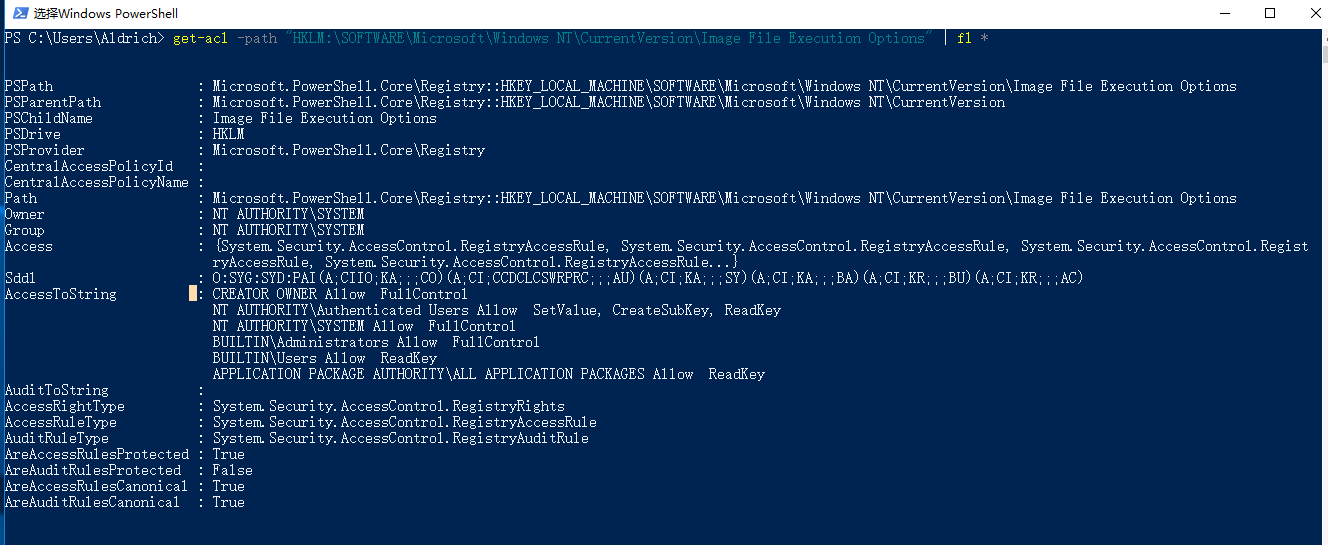 选择Windows PowerShell
PS C:\Users\Aldrich> get-acl -path "HKLM:\SOFTWARE\Microsoft\Windows NT\CurrentVersion\Image File Execution Options" | fl *
PSPath : Microsoft.PowerShell.Core\Registry::HKEY_LOCAL_MACHINE\SOFTWARE\Microsoft\Windows NT\CurrentVersion\Image File Execution Options
PSParentPath : Microsoft.PowerShell.Core\Registry::HKEY_LOCAL_MACHINE\SOFTWARE\Microsoft\Windows NT\CurrentVersion
PSChildName : Image File Execution Options
PSDrive : HKLM
PSProvider : Microsoft.PowerShell.Core\Registry
CentralAccessPolicyId :
CentralAccessPolicyName :
Path : Microsoft.PowerShell.Core\Registry::HKEY_LOCAL_MACHINE\SOFTWARE\Microsoft\Windows NT\CurrentVersion\Image File Execution Options
Owner : NT AUTHORITY\SYSTEM
Group : NT AUTHORITY\SYSTEM
Access : {System.Security.AccessControl.RegistryAccessRule, System.Security.AccessControl.RegistryAccessRule, System.Security.AccessControl.Regist
ryAccessRule, System.Security.AccessControl.RegistryAccessRule...}
Sddl : O:SYG:SYD:PAI(A;CIIO;KA;;;CO)(A;CI;CCDCLCSWRPRC;;;AU)(A;CI;KA;;;SY)(A;CI;KA;;;BA)(A;CI;KR;;;BU)(A;CI;KR;;;AC)
AccessToString : CREATOR OWNER Allow  FullControl
NT AUTHORITY\Authenticated Users Allow  SetValue, CreateSubKey, ReadKey
NT AUTHORITY\SYSTEM Allow  FullControl
BUILTIN\Administrators Allow  FullControl
BUILTIN\Users Allow  ReadKey
APPLICATION PACKAGE AUTHORITY\ALL APPLICATION PACKAGES Allow  ReadKey
AuditToString :
AccessRightType : System.Security.AccessControl.RegistryRights
AccessRuleType : System.Security.AccessControl.RegistryAccessRule
AuditRuleType : System.Security.AccessControl.RegistryAuditRule
AreAccessRulesProtected : True
AreAuditRulesProtected : False
AreAccessRulesCanonical : True
AreAuditRulesCanonical : True